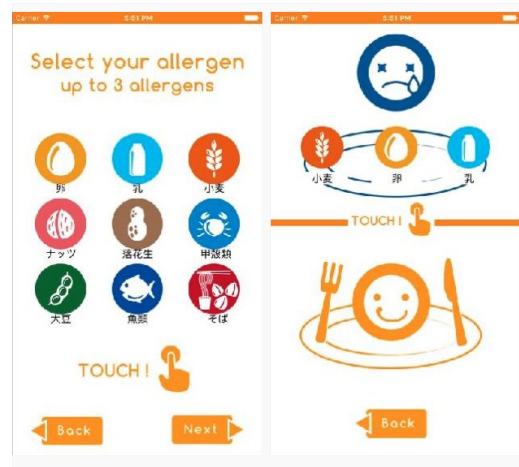 Carrier 5:51 PM
Select your allergen
up to 3 allergens
卵 乳 小麦
ナッツ 落花生 甲殻類
大豆 魚類 そば
TOUCH !
Back Next
Carrier 5:51 PM
小麦 卵 乳
TOUCH !
Back